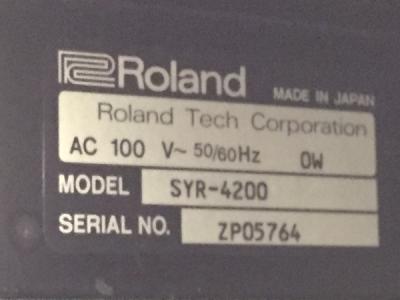 Roland MADE IN JAPAN
Roland Tech Corporation
AC 100 V~ 50/60Hz 0W
MODEL SYR-4200
SERIAL NO. ZP05764